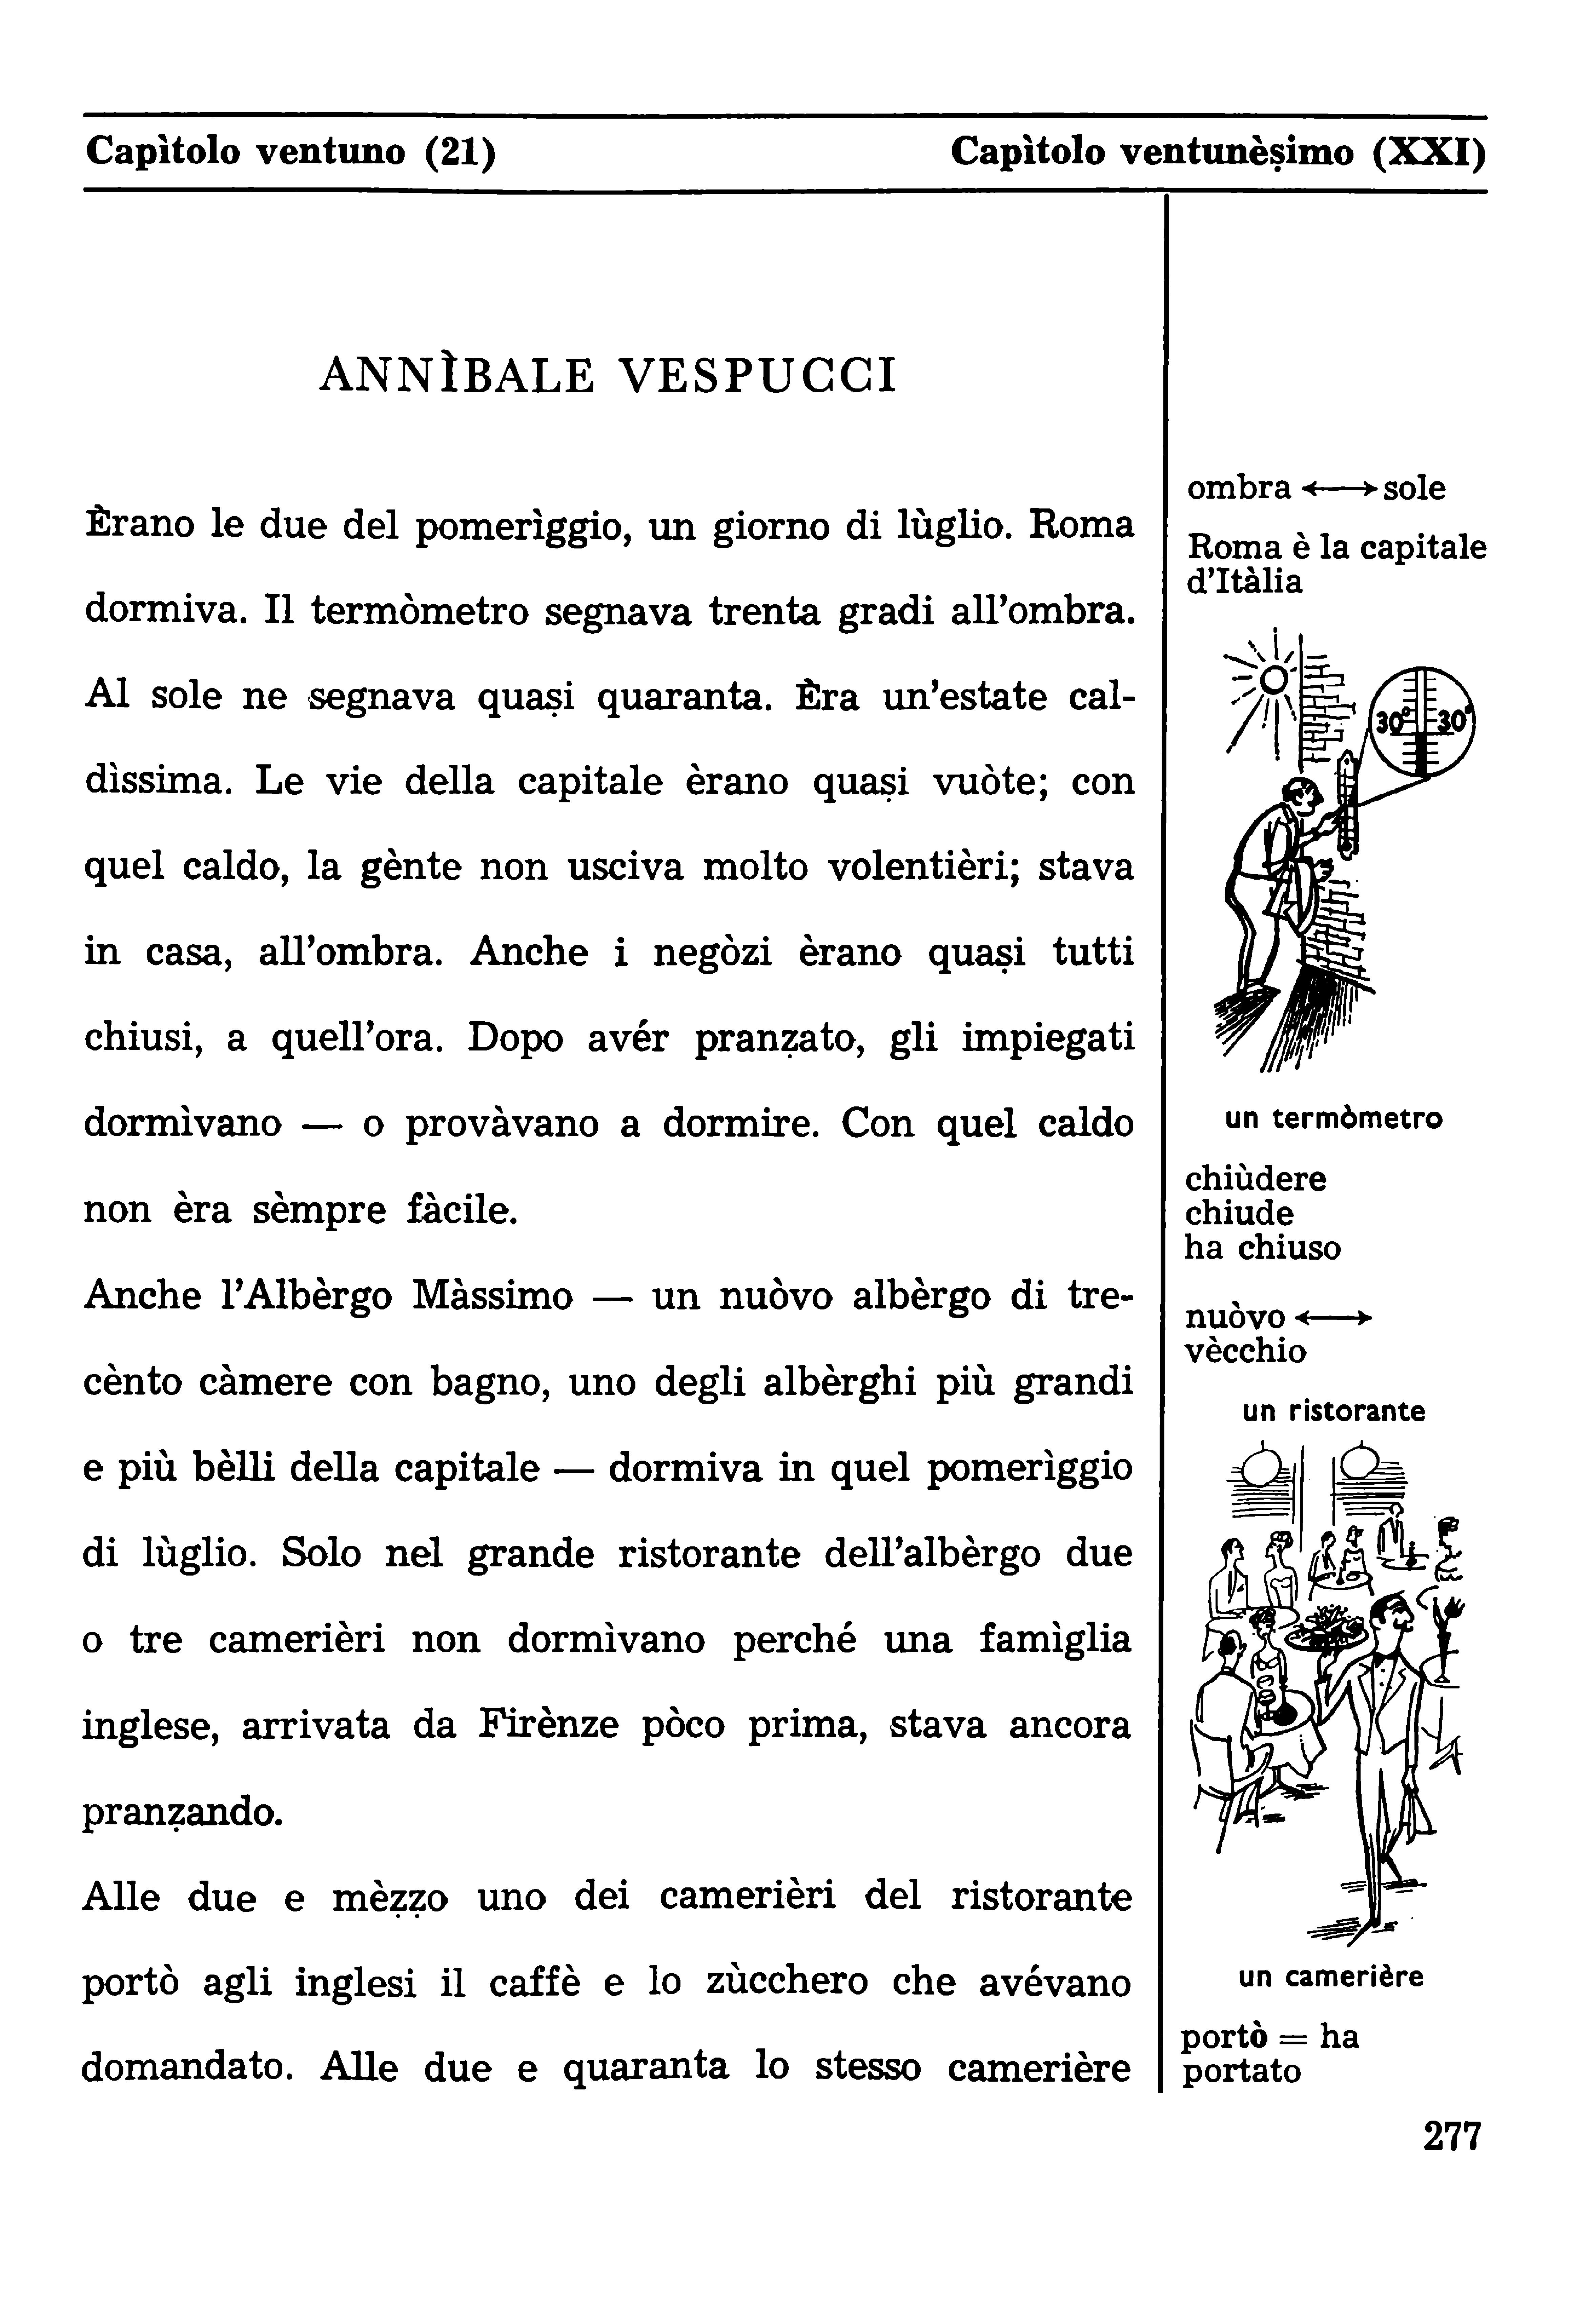 Capìtolo ventuno (21)
Capìtolo ventunèṣimo (XXI)
ANNÌBALE VESPUCCI
Èrano le due del pomerìggio, un giorno di lùglio. Roma
dormiva. Il termòmetro segnava trenta gradi all'ombra.
Al sole ne segnava quaṣi quaranta. Èra un'estate cal-
dìssima. Le vie della capitale èrano quaṣi vuòte; con
quel caldo, la gènte non usciva molto volentièri; stava
in casa, all'ombra. Anche i negòzi èrano quaṣi tutti
chiusi, a quell'ora. Dopo avér pranẓato, gli impiegati
dormìvano — o provàvano a dormire. Con quel caldo
non èra sèmpre fàcile.
Anche l'Albèrgo Màssimo — un nuòvo albèrgo di tre-
cènto càmere con bagno, uno degli albèrghi più grandi
e più bèlli della capitale — dormiva in quel pomerìggio
di lùglio. Solo nel grande ristorante dell'albèrgo due
o tre camerièri non dormìvano perché una famìglia
inglese, arrivata da Firènze pòco prima, stava ancora
pranẓando.
Alle due e mèẓẓo uno dei camerièri del ristorante
portò agli inglesi il caffè e lo zùcchero che avévano
domandato. Alle due e quaranta lo stesso camerière
ombra ⟷ sole
Roma è la capitale
d'Itàlia
30° 30°
un termòmetro
chiùdere
chiude
ha chiuso
nuòvo ⟷
vècchio
un ristorante
un camerière
portò = ha
portato
277